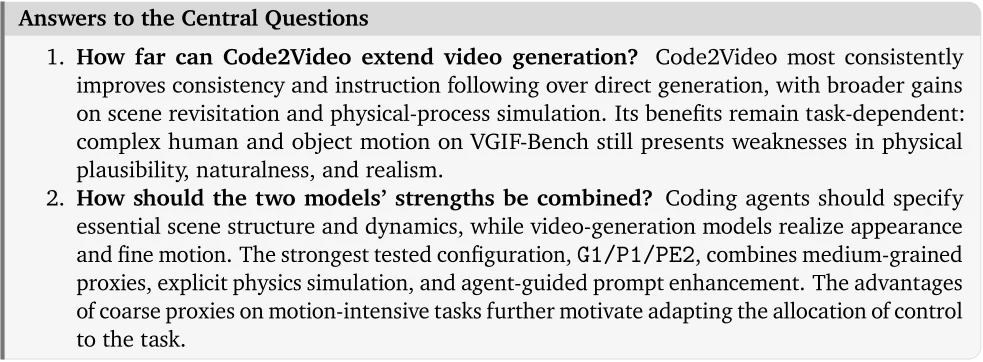 Answers to the Central Questions
1. How far can Code2Video extend video generation? Code2Video most consistently
improves consistency and instruction following over direct generation, with broader gains
on scene revisitation and physical-process simulation. Its benefits remain task-dependent:
complex human and object motion on VGIF-Bench still presents weaknesses in physical
plausibility, naturalness, and realism.
2. How should the two models’ strengths be combined? Coding agents should specify
essential scene structure and dynamics, while video-generation models realize appearance
and fine motion. The strongest tested configuration, G1/P1/PE2, combines medium-grained
proxies, explicit physics simulation, and agent-guided prompt enhancement. The advantages
of coarse proxies on motion-intensive tasks further motivate adapting the allocation of control
to the task.